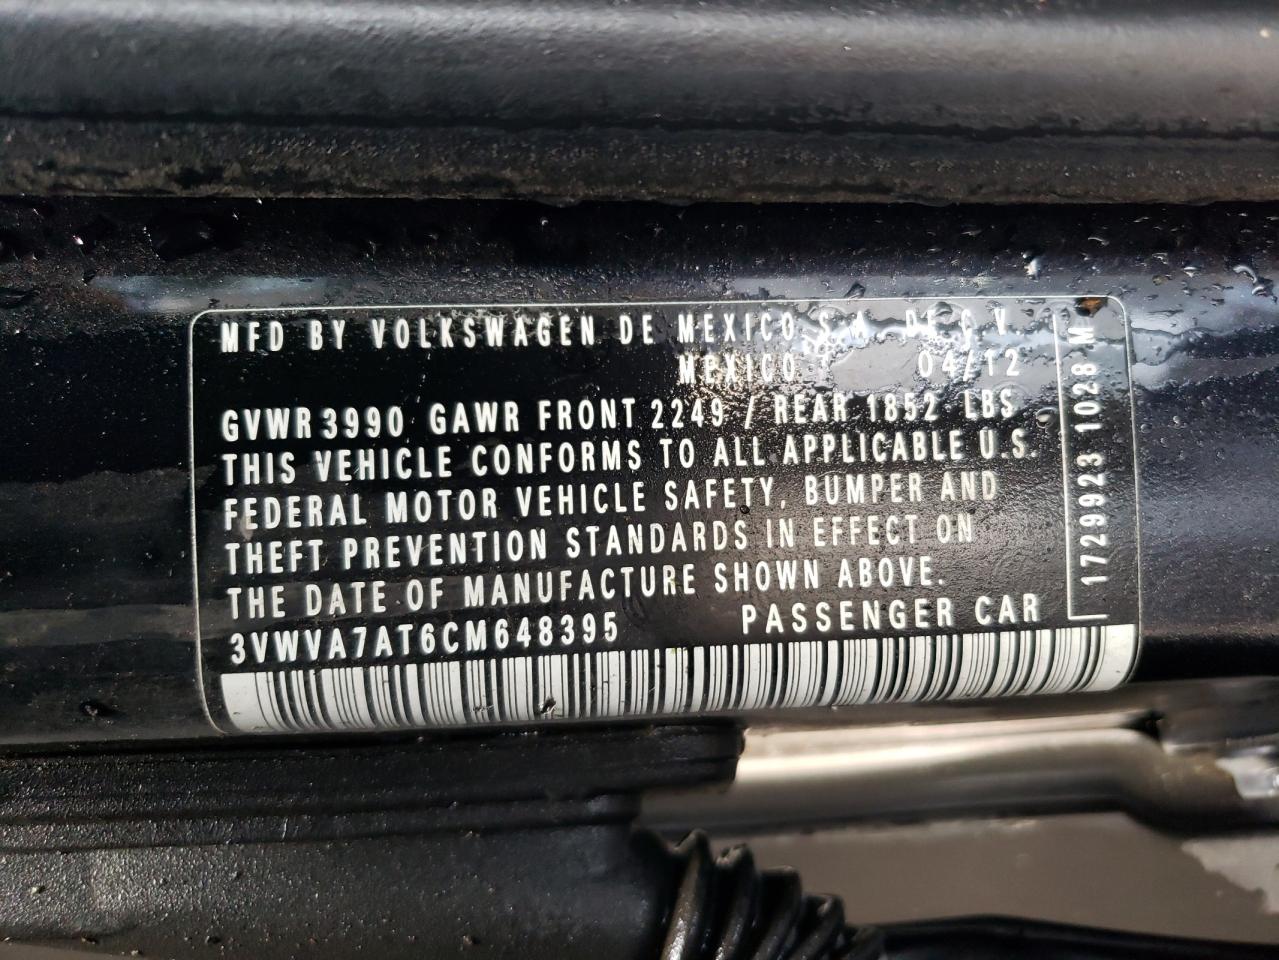 MFD BY VOLKSWAGEN DE MEXICO S.A. DE C.V.
MEXICO 04/12
GVWR 3990 GAWR FRONT 2249 / REAR 1852 LBS
THIS VEHICLE CONFORMS TO ALL APPLICABLE U.S.
FEDERAL MOTOR VEHICLE SAFETY, BUMPER AND
THEFT PREVENTION STANDARDS IN EFFECT ON
THE DATE OF MANUFACTURE SHOWN ABOVE.
3VWVA7AT6CM648395 PASSENGER CAR
1729923 1028 M